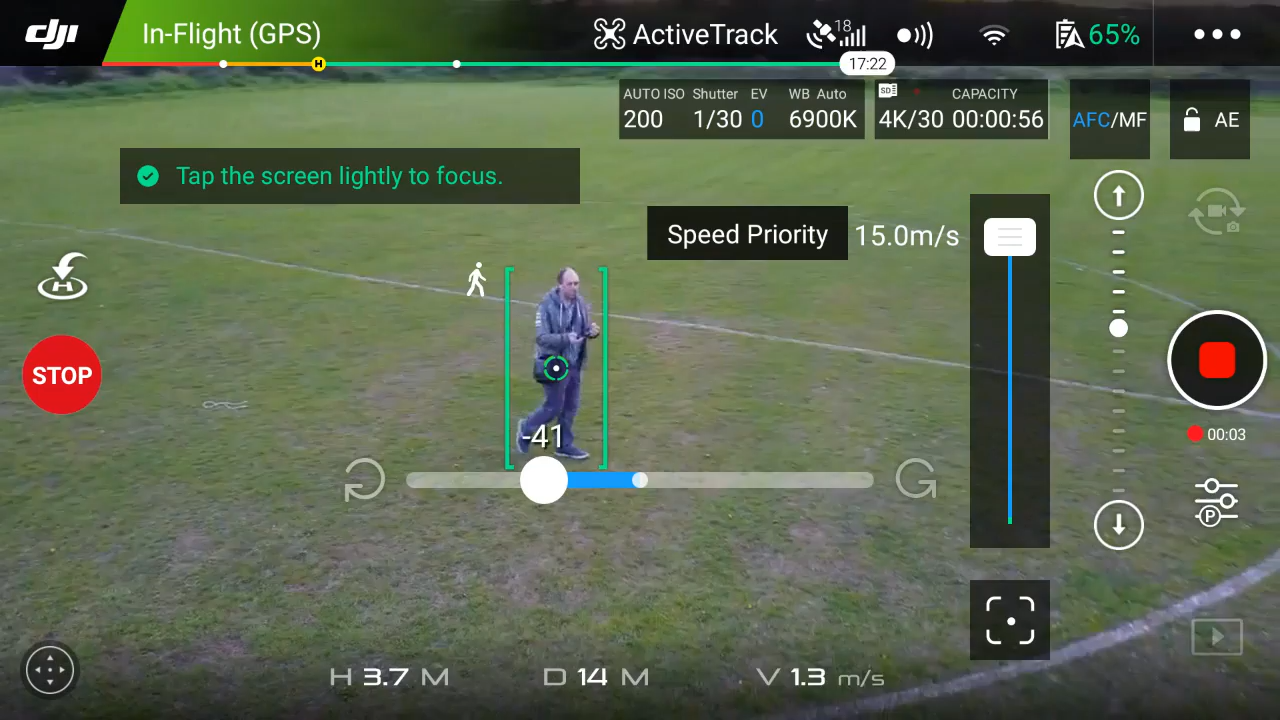 dji In-Flight (GPS) ActiveTrack 18 65%
H 17:22
AUTO ISO Shutter EV WB Auto CAPACITY
200 1/30 0 6900K 4K/30 00:00:56 AFC/MF AE
Tap the screen lightly to focus.
Speed Priority 15.0m/s
H
STOP
00:03
-41
P
H 3.7 M D 14 M V 1.3 m/s